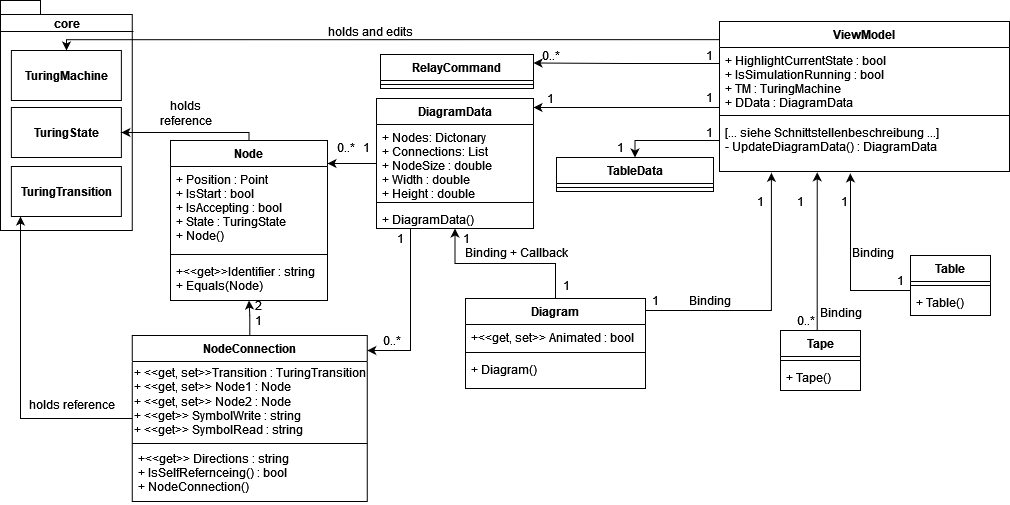 core
TuringMachine
TuringState
TuringTransition
holds and edits
1
ViewModel
+ HighlightCurrentState : bool
+ IsSimulationRunning : bool
+ TM : TuringMachine
+ DData : DiagramData
[... siehe Schnittstellenbeschreibung ...]
- UpdateDiagramData() : DiagramData
RelayCommand
0..*
1
1
1
1
1
TableData
DiagramData
+ Nodes: Dictonary
+ Connections: List
+ NodeSize : double
+ Width : double
+ Height : double
+ DiagramData()
holds
reference
0..*
1
Node
+ Position : Point
+ IsStart : bool
+ IsAccepting : bool
+ State : TuringState
+ Node()
+<<get>>Identifier : string
+ Equals(Node)
1
1
Binding + Callback
1
2
1
0..*
NodeConnection
+ <<get, set>>Transition : TuringTransition
+ <<get, set>> Node1 : Node
+ <<get, set>> Node2 : Node
+ <<get>> SymbolWrite : string
+ <<get>> SymbolRead : string
+<<get>> Directions : string
+ IsSelfRefernceing() : bool
+ NodeConnection()
holds reference
Diagram
+<<get, set>> Animated : bool
+ Diagram()
1
Binding
1
1
1
Binding
1
Table
+ Table()
0..*
Binding
Tape
+ Tape()